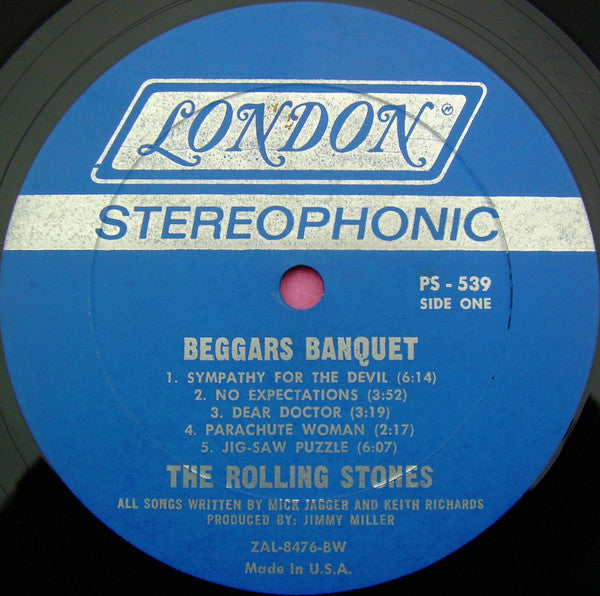 LONDON®
STEREOPHONIC
PS - 539
SIDE ONE
BEGGARS BANQUET
1. SYMPATHY FOR THE DEVIL (6:14)
2. NO EXPECTATIONS (3:52)
3. DEAR DOCTOR (3:19)
4. PARACHUTE WOMAN (2:17)
5. JIG-SAW PUZZLE (6:07)
THE ROLLING STONES
ALL SONGS WRITTEN BY MICK JAGGER AND KEITH RICHARDS
PRODUCED BY: JIMMY MILLER
ZAL-8476-BW
Made In U.S.A.